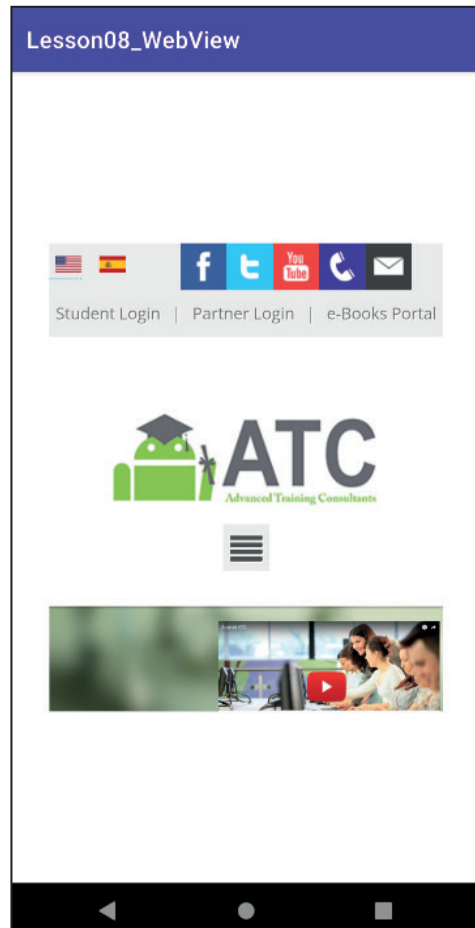 Lesson08_WebView
You
Tube
Student Login | Partner Login | e-Books Portal
ATC
Advanced Training Consultants